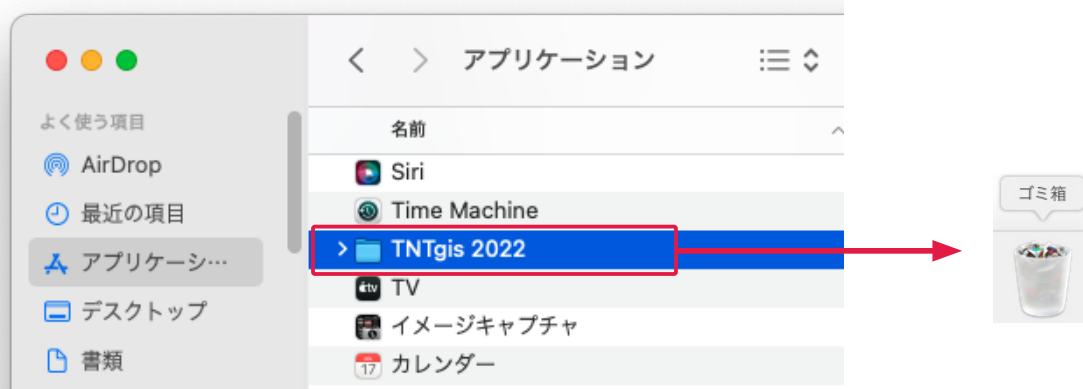 アプリケーション
よく使う項目
AirDrop
最近の項目
アプリケーシ…
デスクトップ
書類
名前
Siri
Time Machine
TNTgis 2022
TV
イメージキャプチャ
カレンダー
ゴミ箱
tv
17